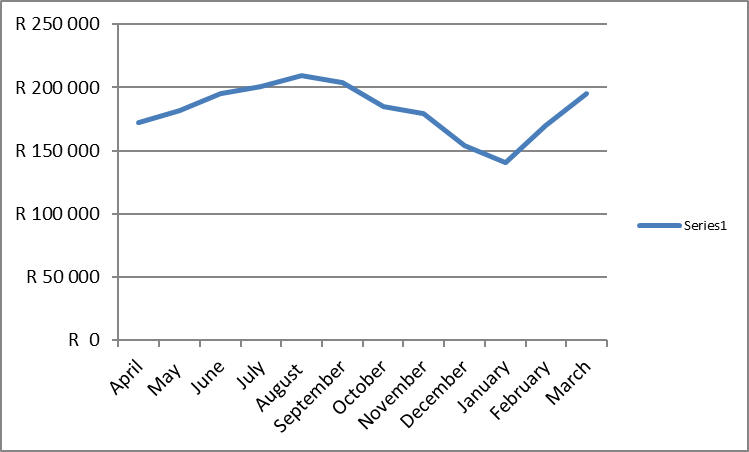 R 250 000
R 200 000
R 150 000
R 100 000
R 50 000
R 0
April
May
June
July
August
September
October
November
December
January
February
March
Series1